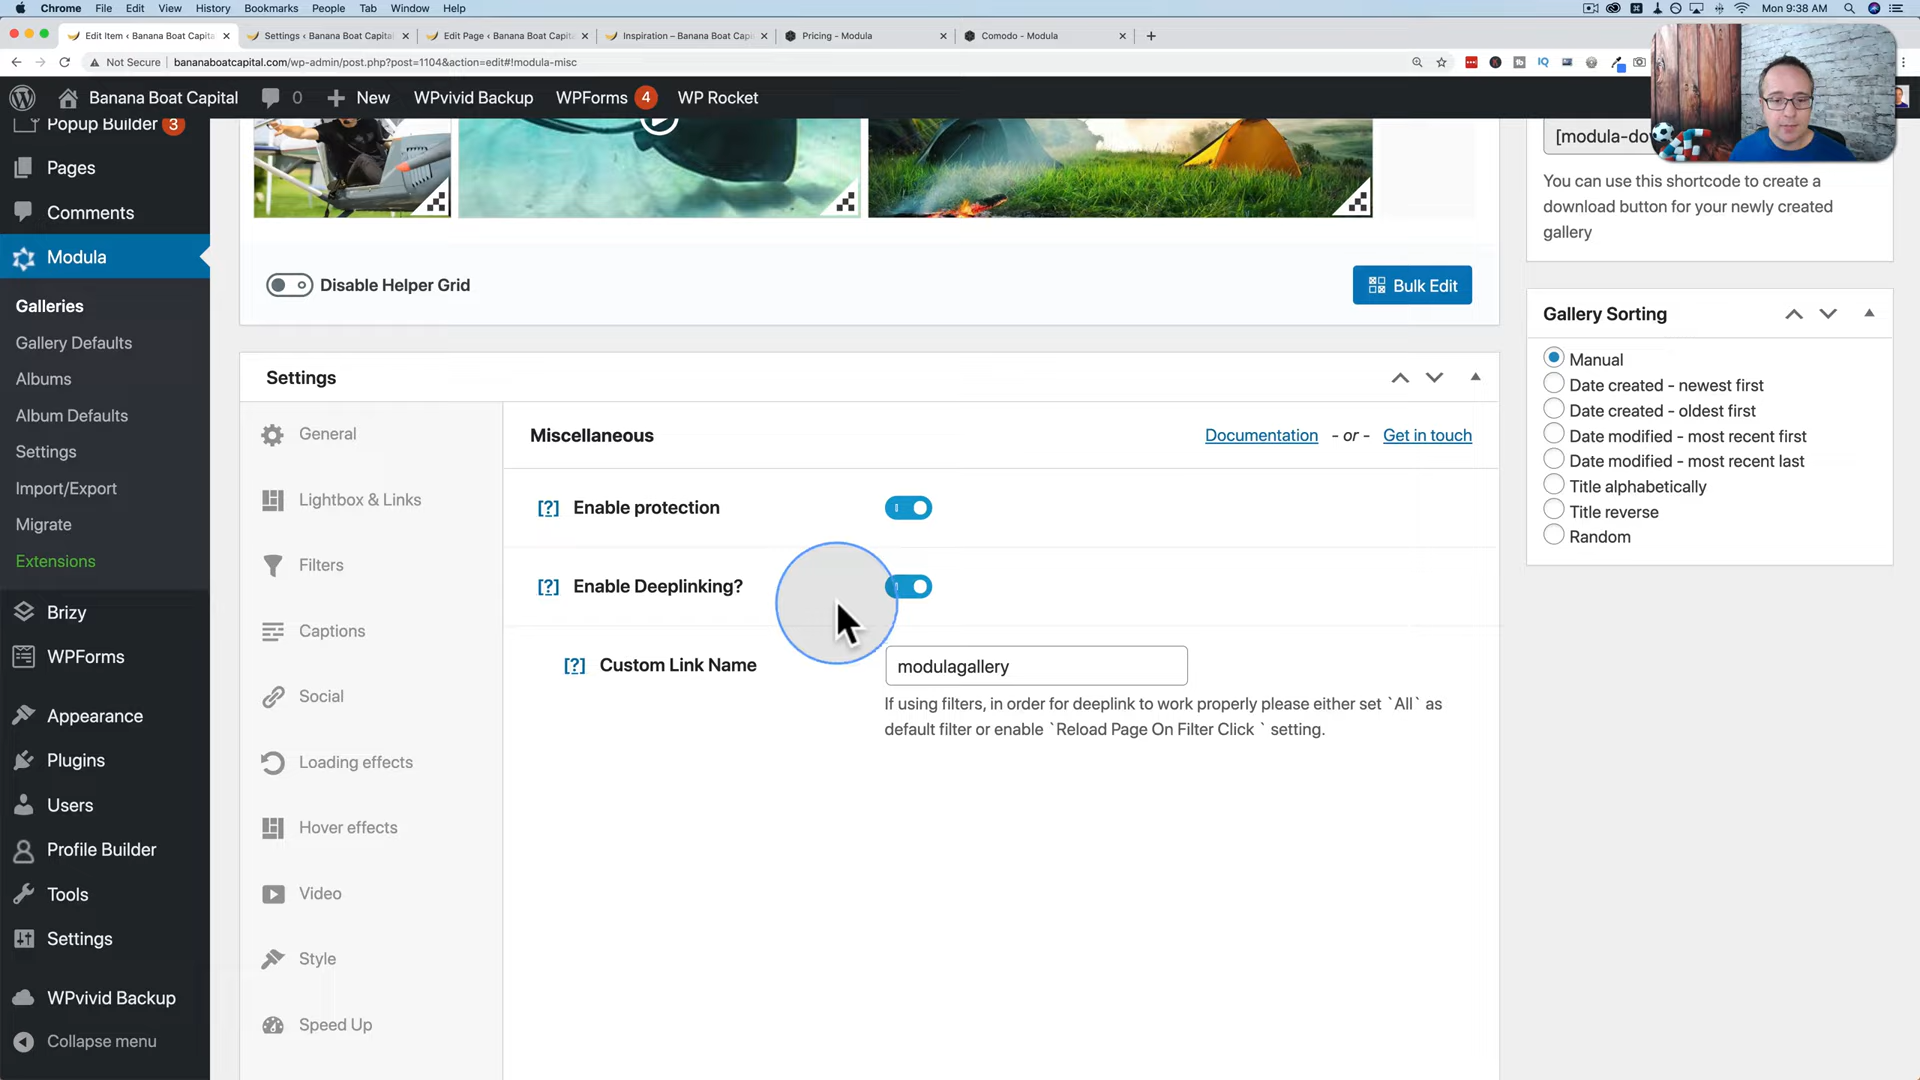 Chrome File Edit View History Bookmarks People Tab Window Help Mon 9:38 AM
Edit Item ‹ Banana Boat Capita Settings ‹ Banana Boat Capital Edit Page ‹ Banana Boat Capit Inspiration – Banana Boat Capi Pricing - Modula Comodo - Modula
Not Secure bananaboatcapital.com/wp-admin/post.php?post=1104&action=edit#!modula-misc
Banana Boat Capital 0 New WPvivid Backup WPForms 4 WP Rocket
Popup Builder 3
Pages
Comments
Modula
Galleries
Gallery Defaults
Albums
Album Defaults
Settings
Import/Export
Migrate
Extensions
Brizy
WPForms
Appearance
Plugins
Users
Profile Builder
Tools
Settings
WPvivid Backup
Collapse menu
Disable Helper Grid
Bulk Edit
Settings
General
Lightbox & Links
Filters
Captions
Social
Loading effects
Hover effects
Video
Style
Speed Up
Miscellaneous
Documentation - or - Get in touch
[?] Enable protection
[?] Enable Deeplinking?
[?] Custom Link Name
modulagallery
If using filters, in order for deeplink to work properly please either set `All` as
default filter or enable `Reload Page On Filter Click ` setting.
[modula-dow
You can use this shortcode to create a
download button for your newly created
gallery
Gallery Sorting
Manual
Date created - newest first
Date created - oldest first
Date modified - most recent first
Date modified - most recent last
Title alphabetically
Title reverse
Random